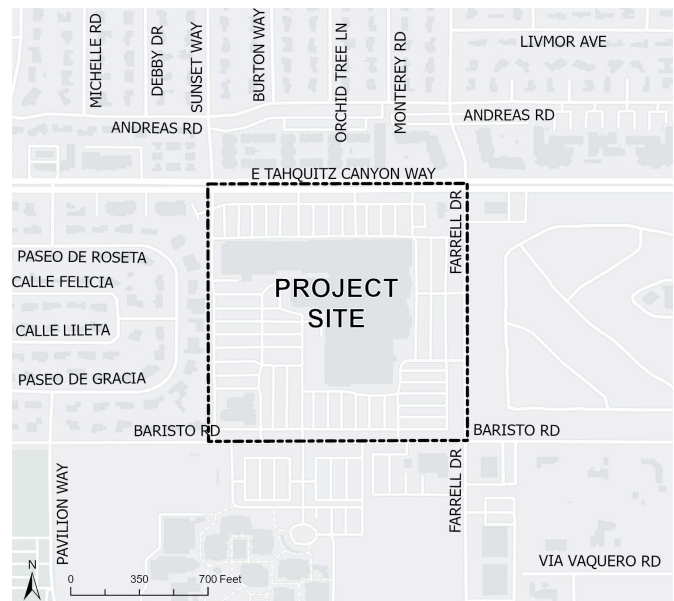 MICHELLE RD
DEBBY DR
SUNSET WAY
BURTON WAY
ORCHID TREE LN
MONTEREY RD
LIVMOR AVE
ANDREAS RD
ANDREAS RD
E TAHQUITZ CANYON WAY
FARRELL DR
PASEO DE ROSETA
CALLE FELICIA
CALLE LILETA
PASEO DE GRACIA
PROJECT
SITE
BARISTO RD
BARISTO RD
PAVILION WAY
FARRELL DR
VIA VAQUERO RD
N
0 350 700 Feet